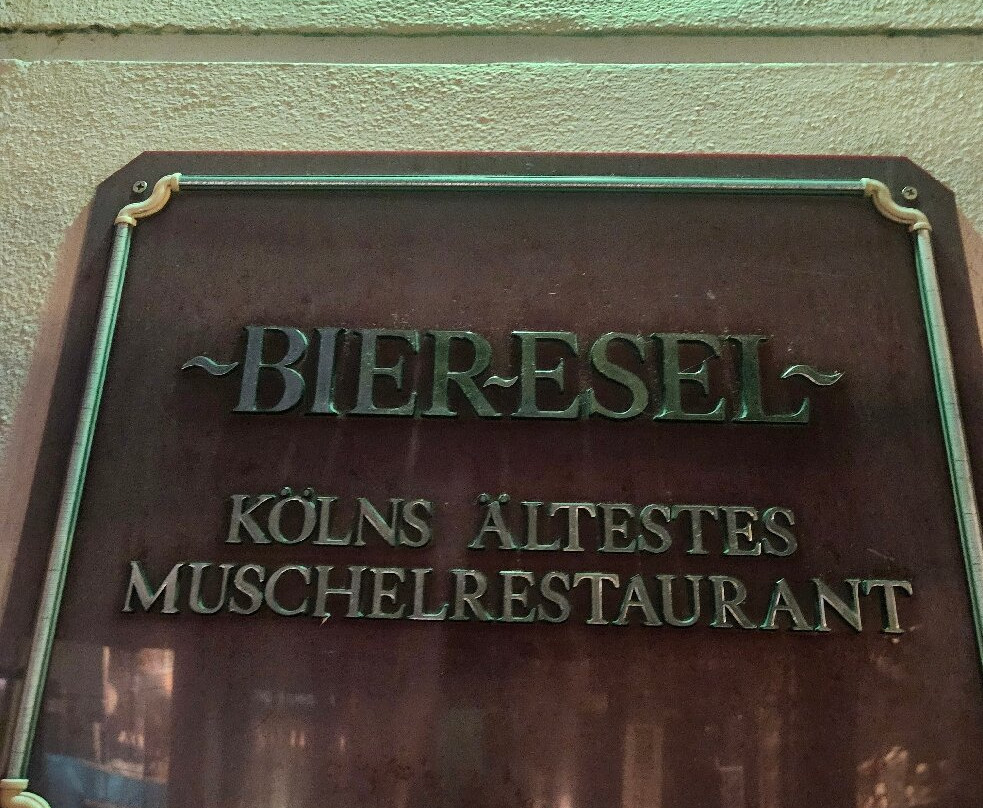 ~BIER~ESEL~
KÖLNS ÄLTESTES
MUSCHELRESTAURANT